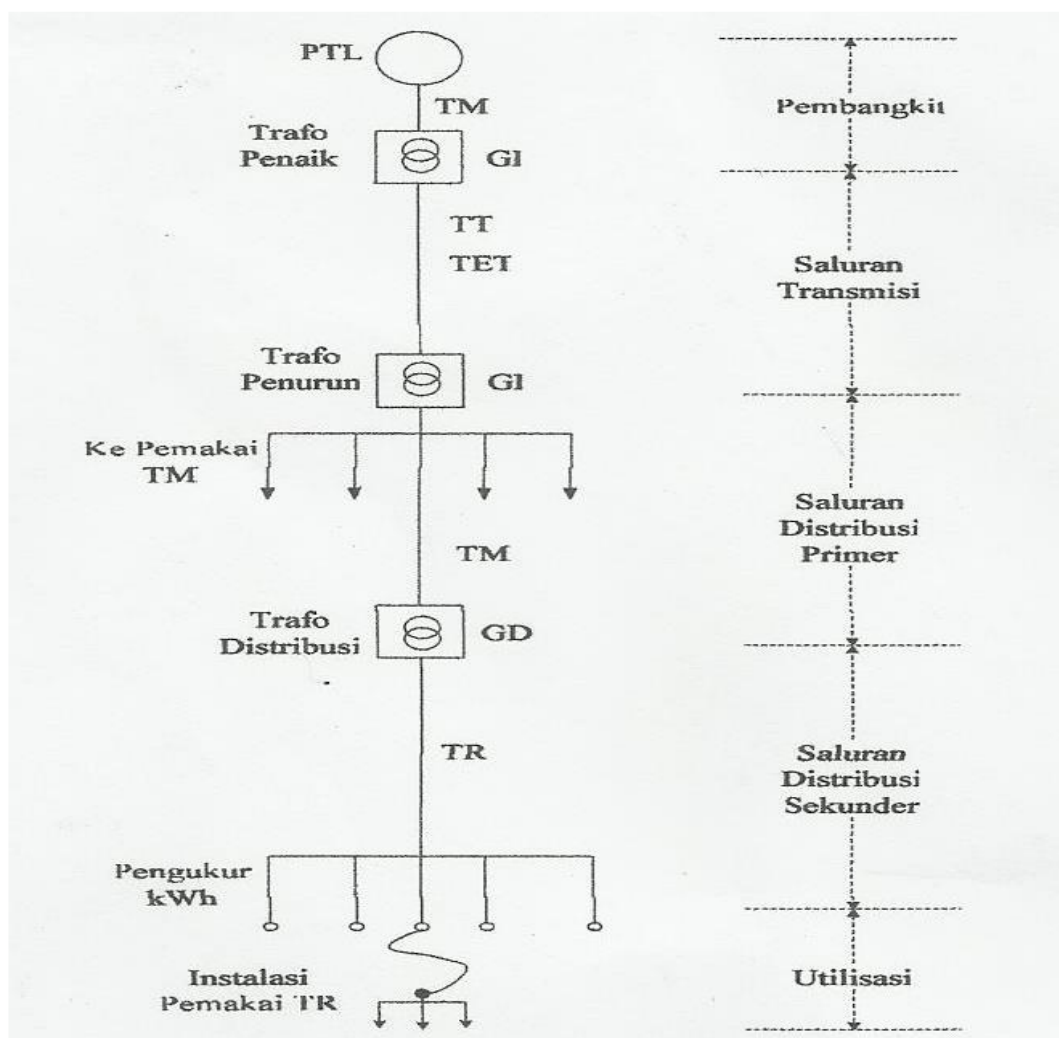 PTL
TM
Pembangkit
Trafo
Penaik
GI
TT
TET
Saluran
Transmisi
Trafo
Penurun
GI
Ke Pemakai
TM
Saluran
Distribusi
Primer
TM
Trafo
Distribusi
GD
TR
Saluran
Distribusi
Sekunder
Pengukur
kWh
Instalasi
Pemakai TR
Utilisasi